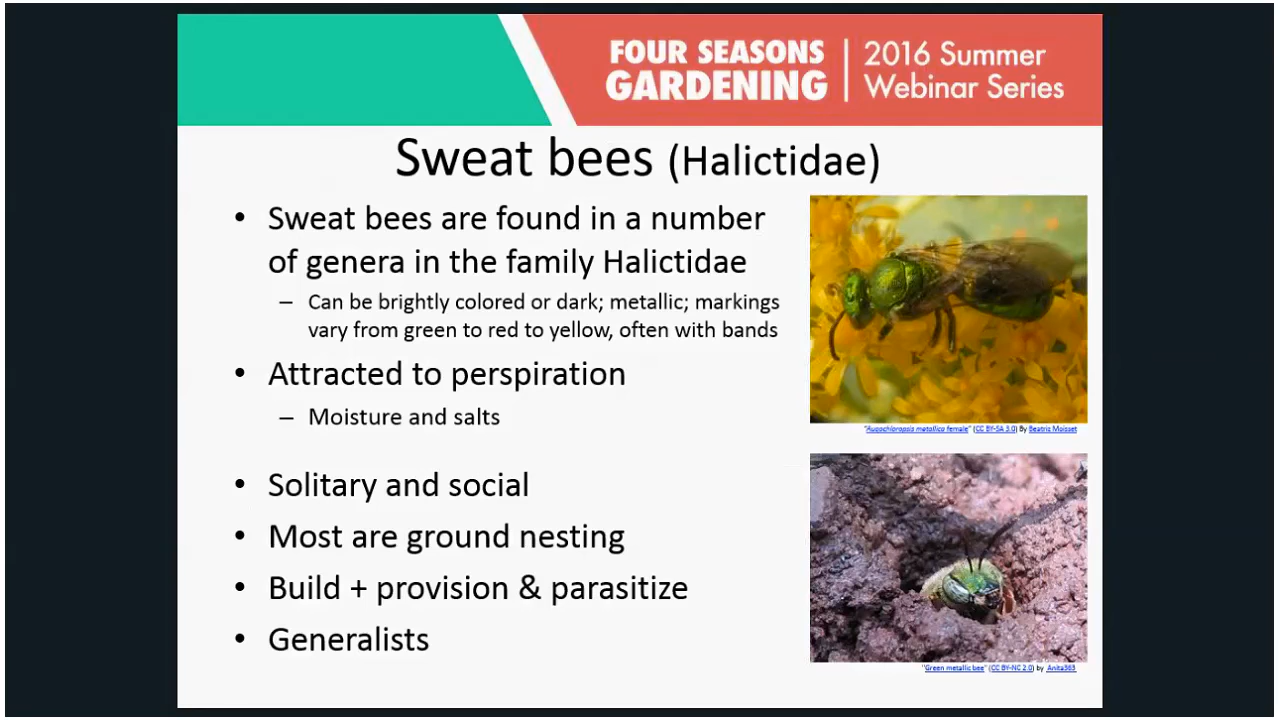 FOUR SEASONS
GARDENING
2016 Summer
Webinar Series
Sweat bees (Halictidae)
• Sweat bees are found in a number
of genera in the family Halictidae
– Can be brightly colored or dark; metallic; markings
vary from green to red to yellow, often with bands
• Attracted to perspiration
– Moisture and salts
• Solitary and social
• Most are ground nesting
• Build + provision & parasitize
• Generalists
"Augochloropsis metallica female" (CC BY-SA 3.0) By Beatriz Moisset
"Green metallic bee" (CC BY-NC 2.0) by Anita363